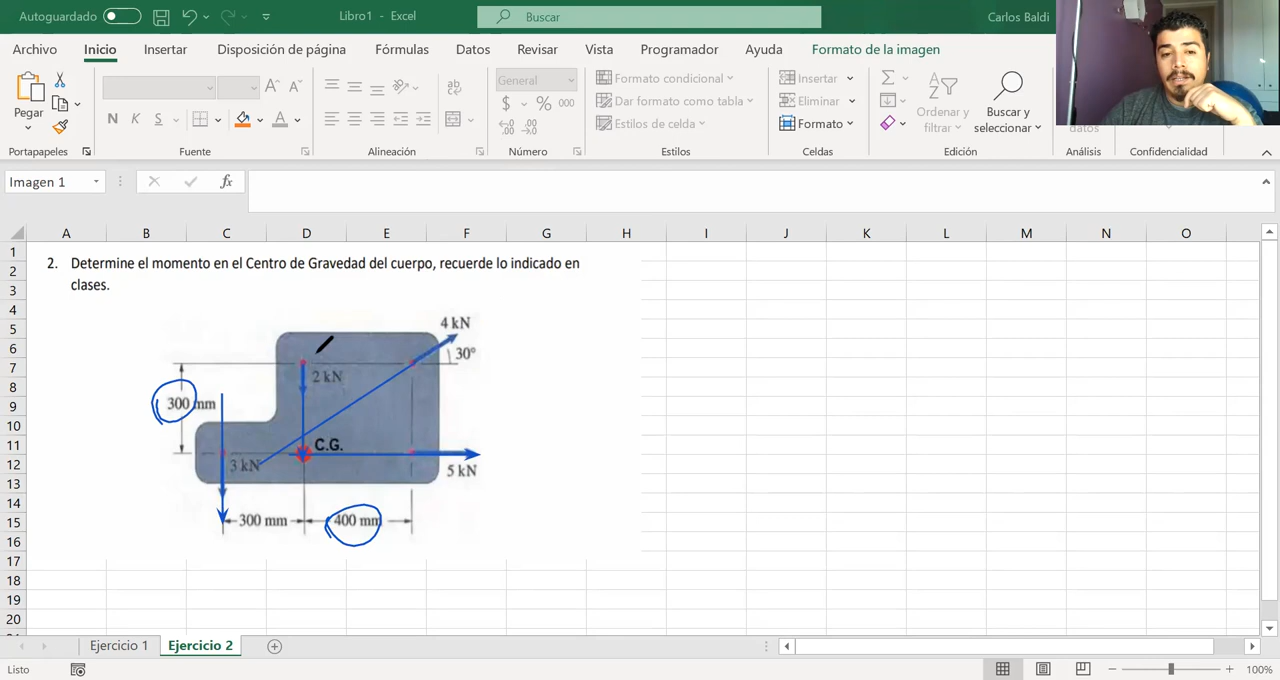 Autoguardado
Libro1 - Excel
Buscar
Carlos Baldi
Archivo Inicio Insertar Disposición de página Fórmulas Datos Revisar Vista Programador Ayuda Formato de la imagen
Pegar
N K S
General
$ % 000
Formato condicional
Dar formato como tabla
Estilos de celda
Insertar
Eliminar
Formato
Ordenar y
filtrar
Buscar y
seleccionar
datos
Portapapeles Fuente Alineación Número Estilos Celdas Edición Análisis Confidencialidad
Imagen 1
fx
A B C D E F G H I J K L M N O
1
2
3
4
5
6
7
8
9
10
11
12
13
14
15
16
17
18
19
20
2. Determine el momento en el Centro de Gravedad del cuerpo, recuerde lo indicado en
clases.
4 kN
30°
2 kN
300 mm
C.G.
3 kN
5 kN
300 mm
400 mm
Ejercicio 1 Ejercicio 2
Listo
100%